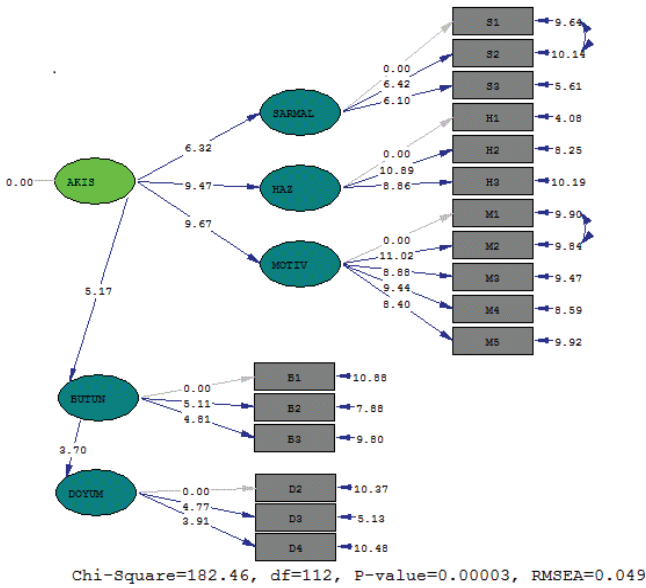 S1 9.64
0.00
S2 10.14
6.42
6.10
S3 5.61
SARMAL
H1 4.08
6.32
0.00
H2 8.25
10.89
0.00 AKIS 9.47 HAZ 8.86
H3 10.19
9.67
M1 9.90
0.00
M2 9.84
11.02
MOTIV 8.88
M3 9.47
9.44
5.17 8.40
M4 8.59
M5 9.92
B1 10.88
0.00
BUTUN 5.11 B2 7.88
4.81
B3 9.80
3.70
D2 10.37
0.00
DOYUM 4.77
D3 5.13
3.91
D4 10.48
Chi-Square=182.46, df=112, P-value=0.00003, RMSEA=0.049